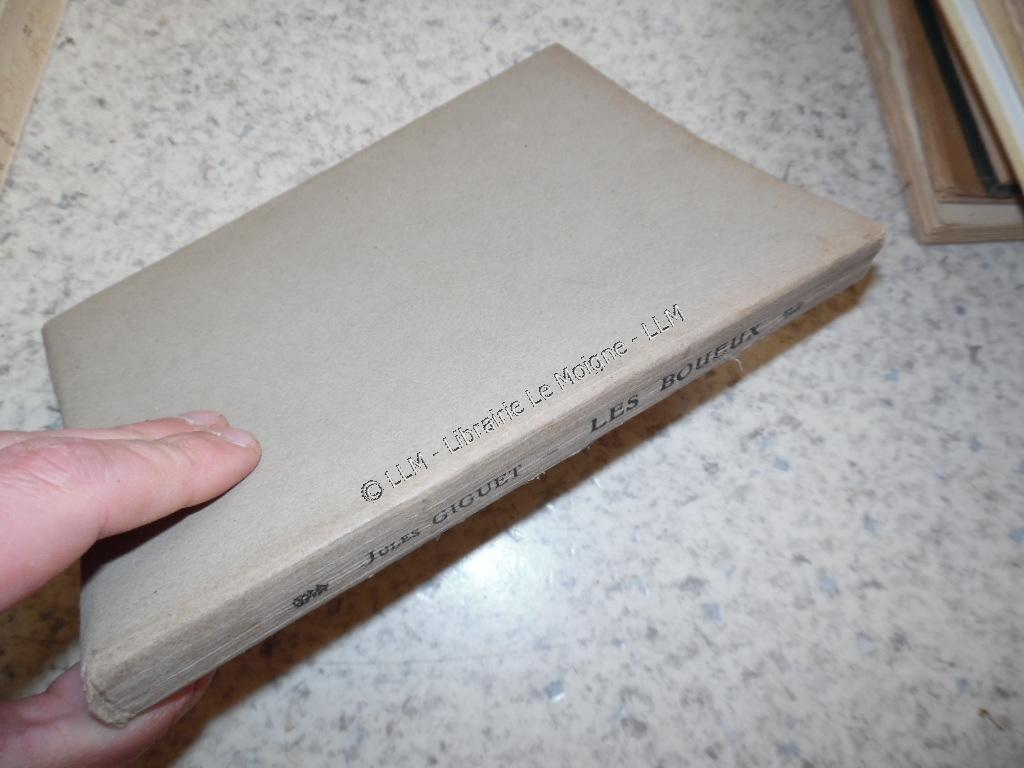 © LLM - Librairie Le Moigne - LLM
JULES GIGUET - LES BOUEUX